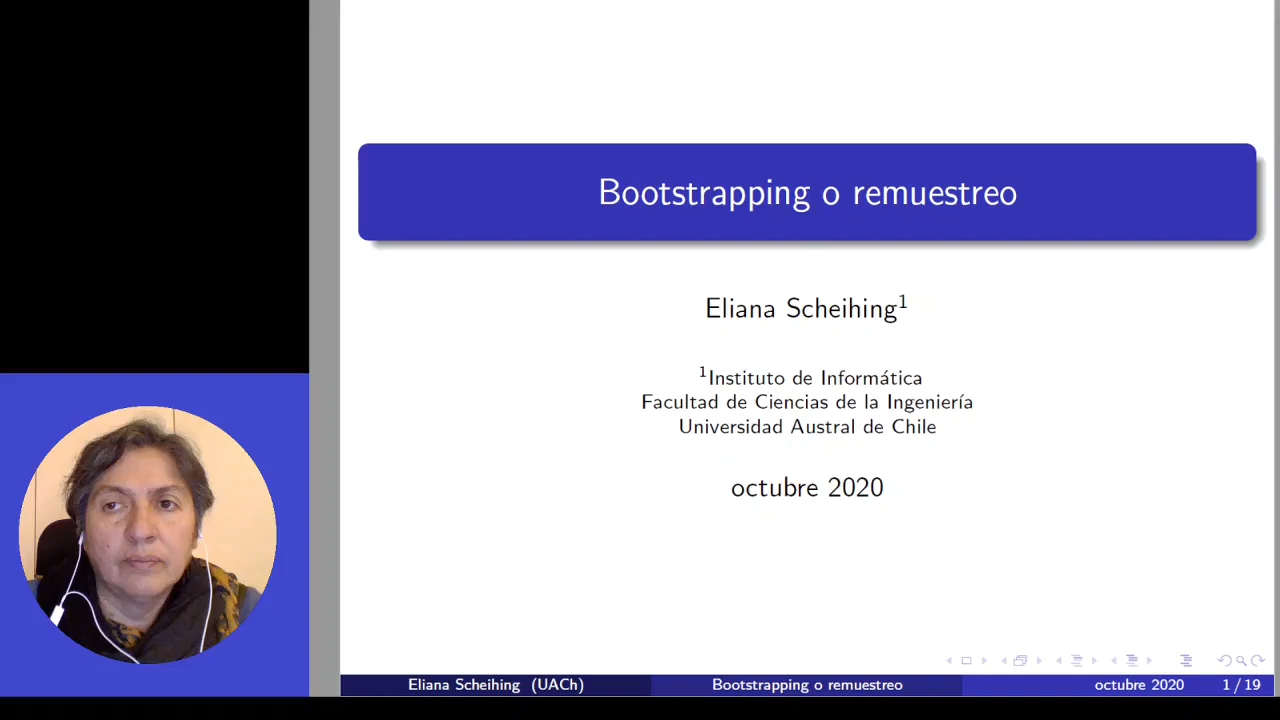 Bootstrapping o remuestreo
Eliana Scheihing¹
¹Instituto de Informática
Facultad de Ciencias de la Ingeniería
Universidad Austral de Chile
octubre 2020
Eliana Scheihing (UACh) Bootstrapping o remuestreo octubre 2020 1 / 19